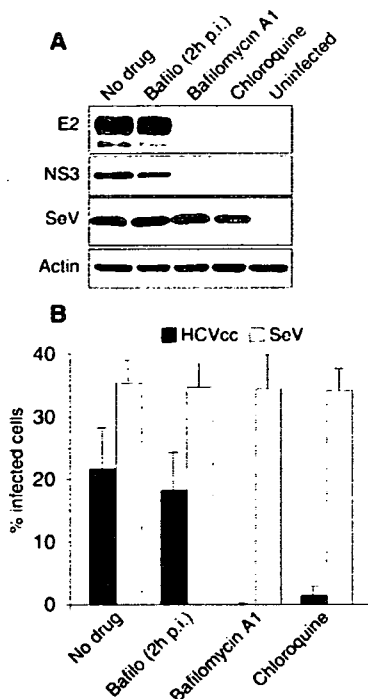 A
No drug
Bafilo (2h p.i.)
Bafilomycin A1
Chloroquine
Uninfected
E2
NS3
SeV
Actin
B
HCVcc SeV
40
30
20
10
0
% infected cells
No drug
Bafilo (2h p.i.)
Bafilomycin A1
Chloroquine